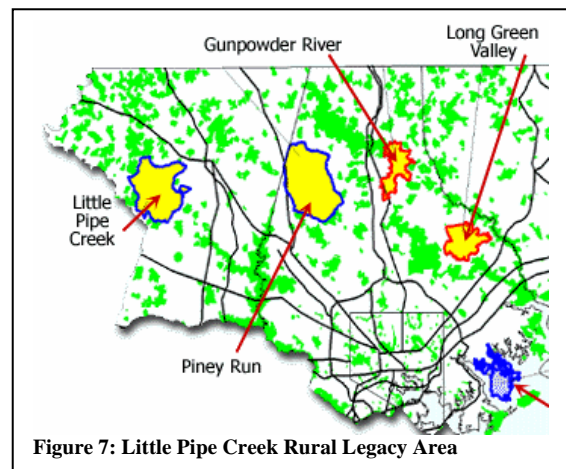 Gunpowder River
Long Green
Valley
Little
Pipe
Creek
Piney Run
Figure 7: Little Pipe Creek Rural Legacy Area